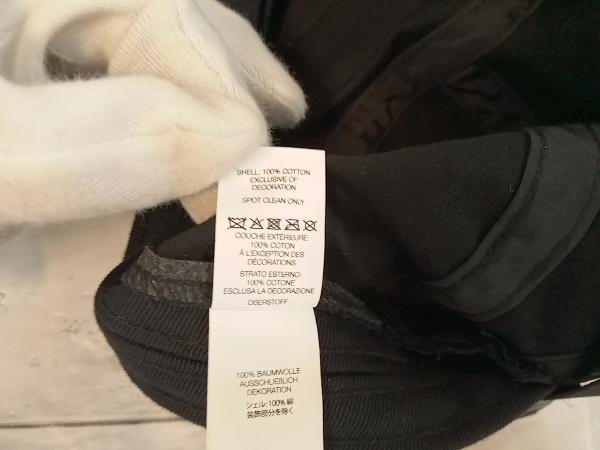 SHELL: 100% COTTON
EXCLUSIVE OF
DECORATION
SPOT CLEAN ONLY
COUCHE EXTÉRIEURE:
100% COTON
À L'EXCEPTION DES
DÉCORATIONS
STRATO ESTERNO:
100% COTONE
ESCLUSA LA DECORAZIONE
OBERSTOFF:
100% BAUMWOLLE
AUSSCHLIEßLICH
DEKORATION
シェル:100% 綿
装飾部分を除く